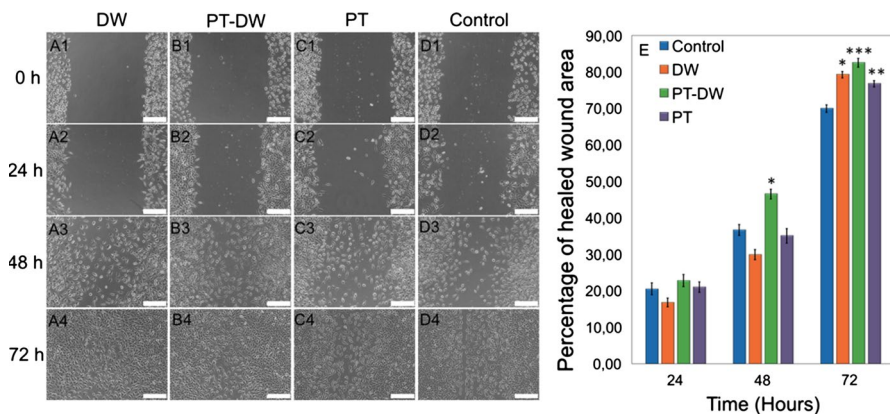 DW PT-DW PT Control
0 h A1 B1 C1 D1
24 h A2 B2 C2 D2
48 h A3 B3 C3 D3
72 h A4 B4 C4 D4
E
Control
DW
PT-DW
PT
* *** **
*
Percentage of healed wound area
90,00
80,00
70,00
60,00
50,00
40,00
30,00
20,00
10,00
0,00
24 48 72
Time (Hours)